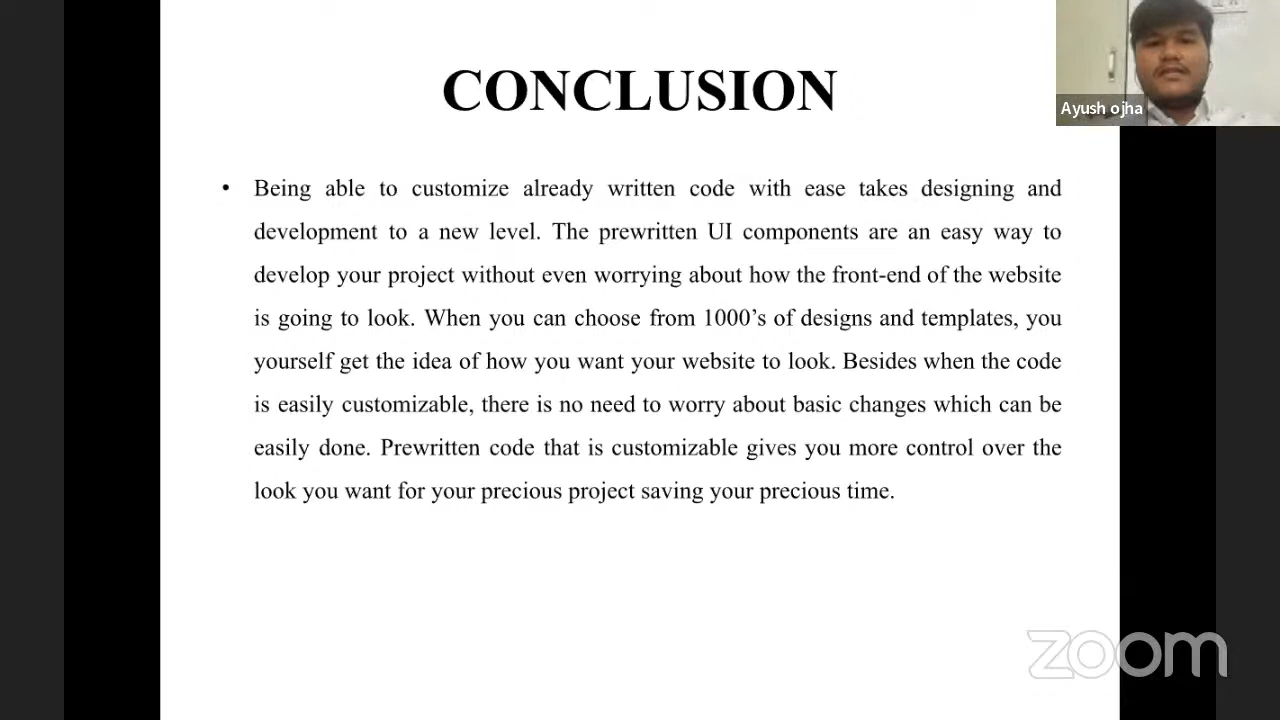 CONCLUSION
Ayush ojha
• Being able to customize already written code with ease takes designing and
development to a new level. The prewritten UI components are an easy way to
develop your project without even worrying about how the front-end of the website
is going to look. When you can choose from 1000’s of designs and templates, you
yourself get the idea of how you want your website to look. Besides when the code
is easily customizable, there is no need to worry about basic changes which can be
easily done. Prewritten code that is customizable gives you more control over the
look you want for your precious project saving your precious time.
zoom